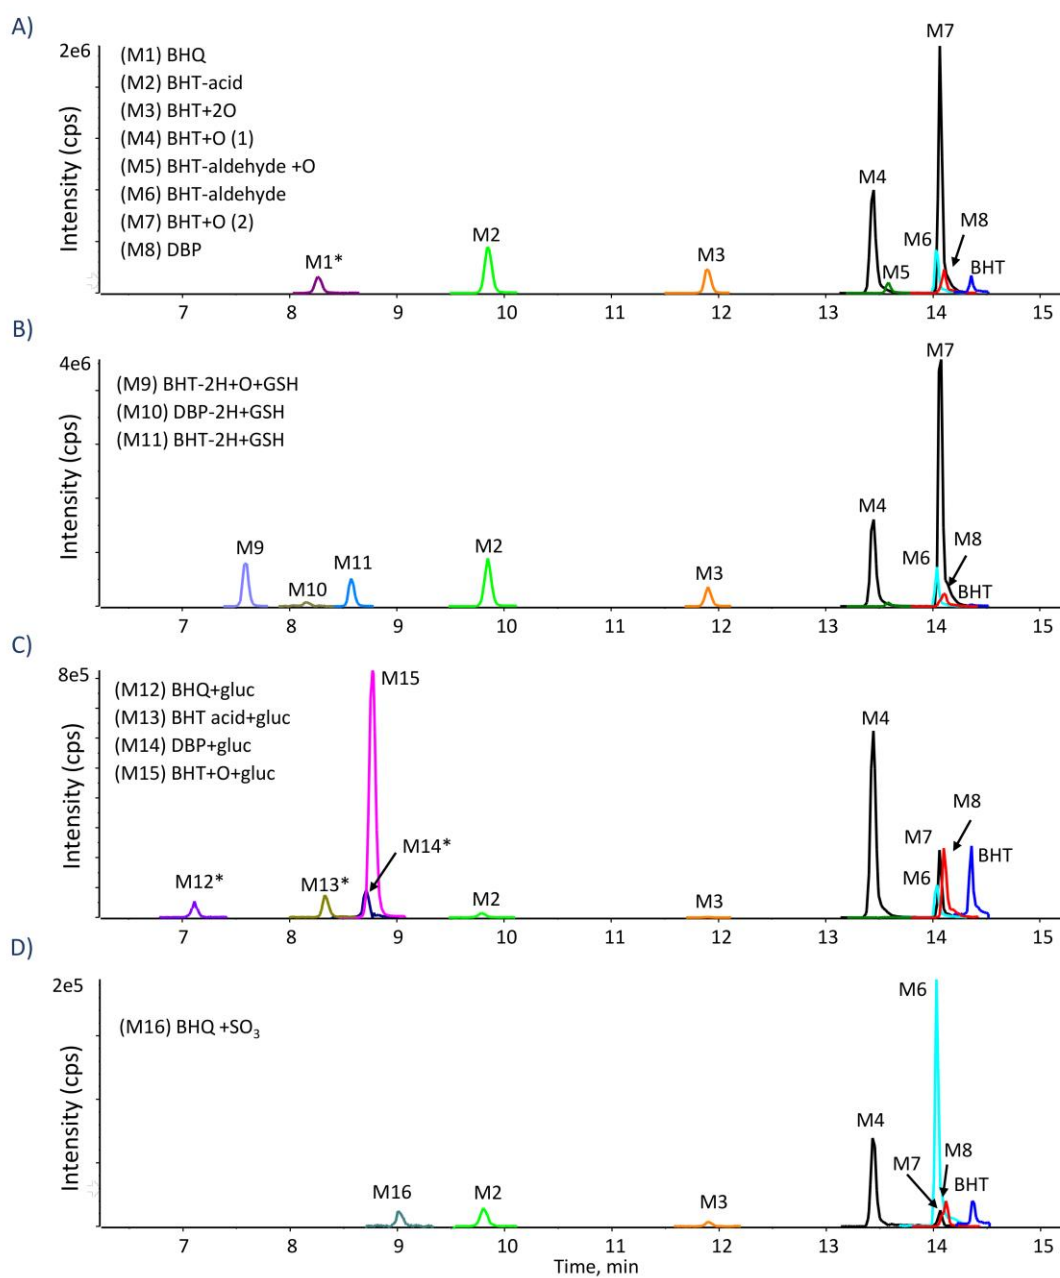 A)
2e6
Intensity (cps)
(M1) BHQ
(M2) BHT-acid
(M3) BHT+2O
(M4) BHT+O (1)
(M5) BHT-aldehyde +O
(M6) BHT-aldehyde
(M7) BHT+O (2)
(M8) DBP
M1*
M2
M3
M4
M5
M6
M7
M8
BHT
7 8 9 10 11 12 13 14 15
B)
4e6
Intensity (cps)
(M9) BHT-2H+O+GSH
(M10) DBP-2H+GSH
(M11) BHT-2H+GSH
M9
M10
M11
M2
M3
M4
M6
M7
M8
BHT
7 8 9 10 11 12 13 14 15
C)
8e5
Intensity (cps)
(M12) BHQ+gluc
(M13) BHT acid+gluc
(M14) DBP+gluc
(M15) BHT+O+gluc
M12*
M13*
M15
M14*
M2
M3
M4
M7
M6
M8
BHT
7 8 9 10 11 12 13 14 15
D)
2e5
Intensity (cps)
(M16) BHQ +SO3
M16
M2
M3
M4
M7
M6
M8
BHT
7 8 9 10 11 12 13 14 15
Time, min